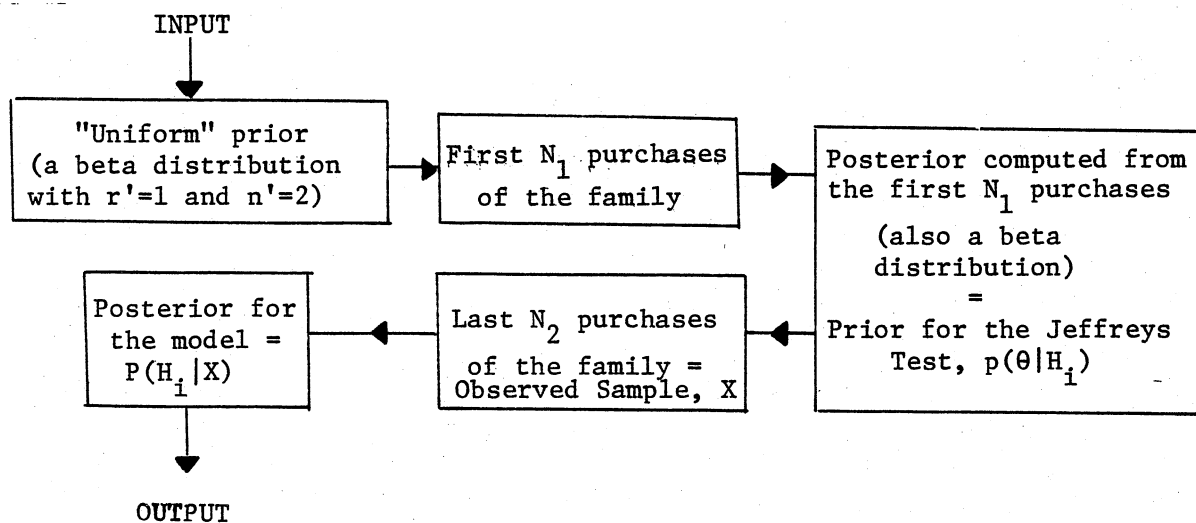 INPUT
"Uniform" prior
(a beta distribution
with r'=1 and n'=2)
First N₁ purchases
of the family
Posterior computed from
the first N₁ purchases
(also a beta
distribution)
=
Prior for the Jeffreys
Test, p(θ|H_i)
Last N₂ purchases
of the family =
Observed Sample, X
Posterior for
the model =
P(H_i|X)
OUTPUT